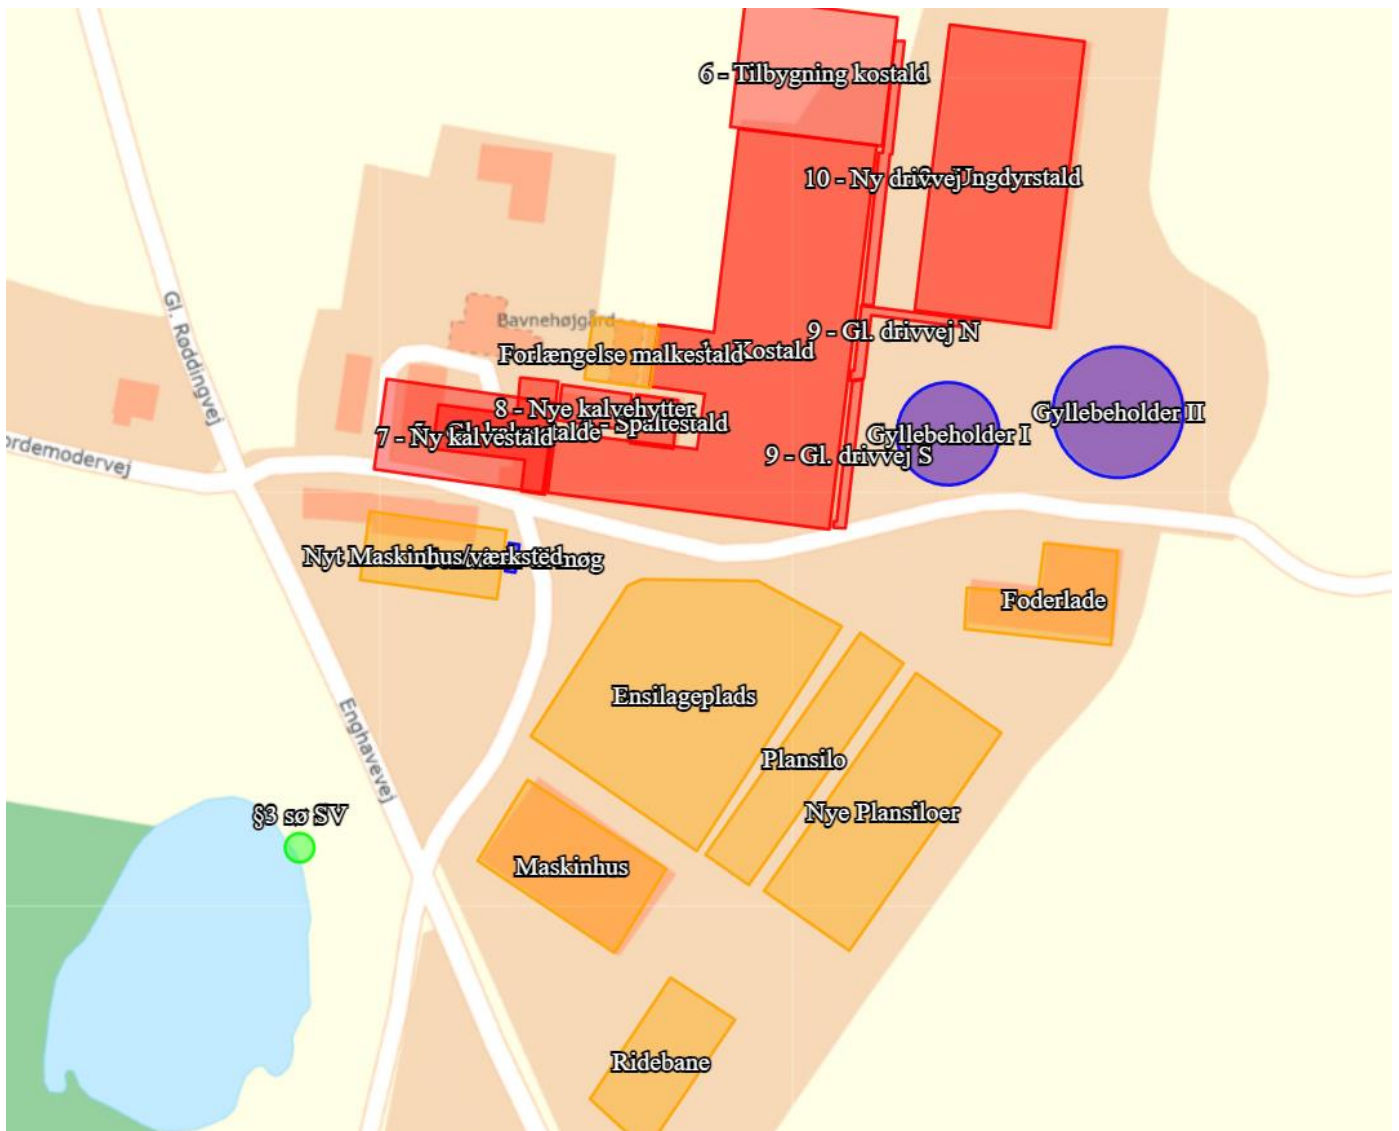 6 - Tilbygning kostald
10 - Ny drivvej
Ungdyrstald
Gl. Røddingvej
Bavnehøjgård
9 - Gl. drivvej N
Forlængelse malkestald
Kostald
8 - Nye kalvehytter
Spaltestald
7 - Ny kalvestald
Gyllebeholder II
Gyllebeholder I
ordemodervej
9 - Gl. drivvej S
Nyt Maskinhus/værksted
Foderlade
Ensilageplads
Enghavevej
Plansilo
§3 sø SV
Nye Plansiloer
Maskinhus
Ridebane